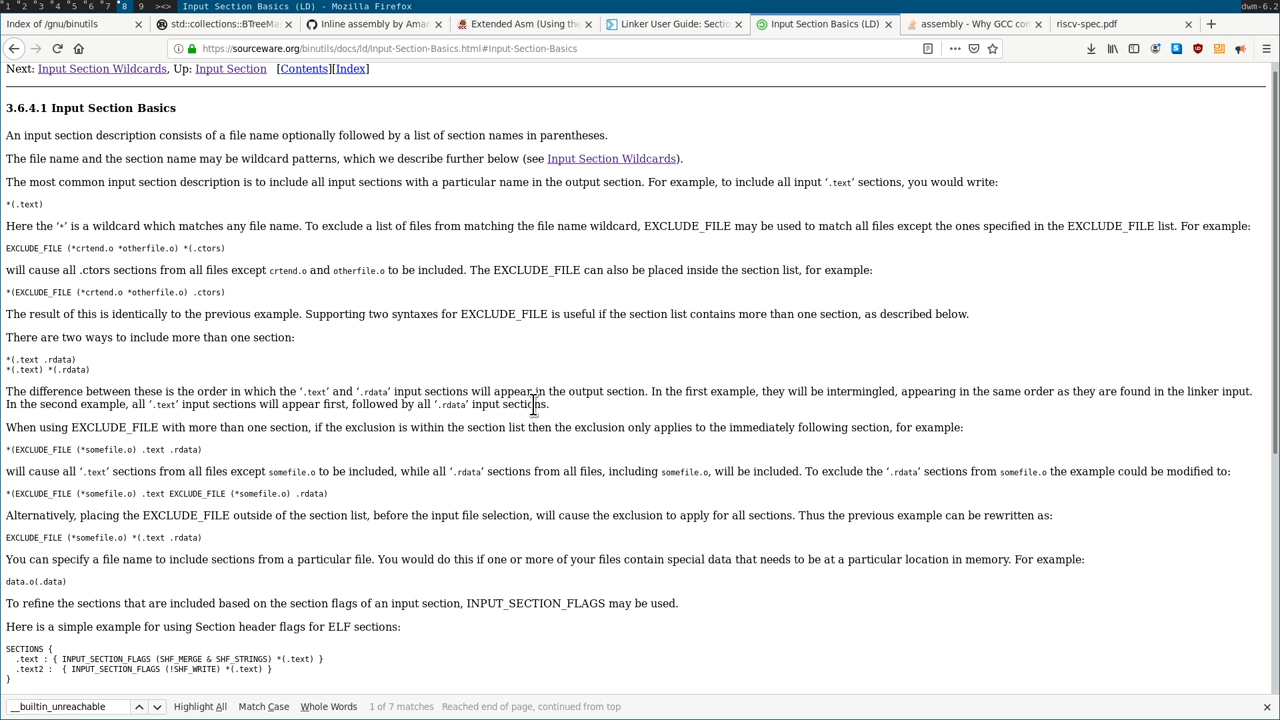 1 2 3 4 5 6 7 8 9 ><> Input Section Basics (LD) - Mozilla Firefox dwm-6.2
Index of /gnu/binutils
std::collections::BTreeMa
Inline assembly by Aman
Extended Asm (Using the
Linker User Guide: Sectio
Input Section Basics (LD)
assembly - Why GCC con
riscv-spec.pdf
https://sourceware.org/binutils/docs/ld/Input-Section-Basics.html#Input-Section-Basics
Next: Input Section Wildcards, Up: Input Section [Contents][Index]
3.6.4.1 Input Section Basics
An input section description consists of a file name optionally followed by a list of section names in parentheses.
The file name and the section name may be wildcard patterns, which we describe further below (see Input Section Wildcards).
The most common input section description is to include all input sections with a particular name in the output section. For example, to include all input ‘.text’ sections, you would write:
*(.text)
Here the ‘*’ is a wildcard which matches any file name. To exclude a list of files from matching the file name wildcard, EXCLUDE_FILE may be used to match all files except the ones specified in the EXCLUDE_FILE list. For example:
EXCLUDE_FILE (*crtend.o *otherfile.o) *(.ctors)
will cause all .ctors sections from all files except crtend.o and otherfile.o to be included. The EXCLUDE_FILE can also be placed inside the section list, for example:
*(EXCLUDE_FILE (*crtend.o *otherfile.o) .ctors)
The result of this is identically to the previous example. Supporting two syntaxes for EXCLUDE_FILE is useful if the section list contains more than one section, as described below.
There are two ways to include more than one section:
*(.text .rdata)
*(.text) *(.rdata)
The difference between these is the order in which the ‘.text’ and ‘.rdata’ input sections will appear in the output section. In the first example, they will be intermingled, appearing in the same order as they are found in the linker input.
In the second example, all ‘.text’ input sections will appear first, followed by all ‘.rdata’ input sections.
When using EXCLUDE_FILE with more than one section, if the exclusion is within the section list then the exclusion only applies to the immediately following section, for example:
*(EXCLUDE_FILE (*somefile.o) .text .rdata)
will cause all ‘.text’ sections from all files except somefile.o to be included, while all ‘.rdata’ sections from all files, including somefile.o, will be included. To exclude the ‘.rdata’ sections from somefile.o the example could be modified to:
*(EXCLUDE_FILE (*somefile.o) .text EXCLUDE_FILE (*somefile.o) .rdata)
Alternatively, placing the EXCLUDE_FILE outside of the section list, before the input file selection, will cause the exclusion to apply for all sections. Thus the previous example can be rewritten as:
EXCLUDE_FILE (*somefile.o) *(.text .rdata)
You can specify a file name to include sections from a particular file. You would do this if one or more of your files contain special data that needs to be at a particular location in memory. For example:
data.o(.data)
To refine the sections that are included based on the section flags of an input section, INPUT_SECTION_FLAGS may be used.
Here is a simple example for using Section header flags for ELF sections:
SECTIONS {
  .text : { INPUT_SECTION_FLAGS (SHF_MERGE & SHF_STRINGS) *(.text) }
  .text2 :  { INPUT_SECTION_FLAGS (!SHF_WRITE) *(.text) }
}
__builtin_unreachable Highlight All Match Case Whole Words 1 of 7 matches Reached end of page, continued from top